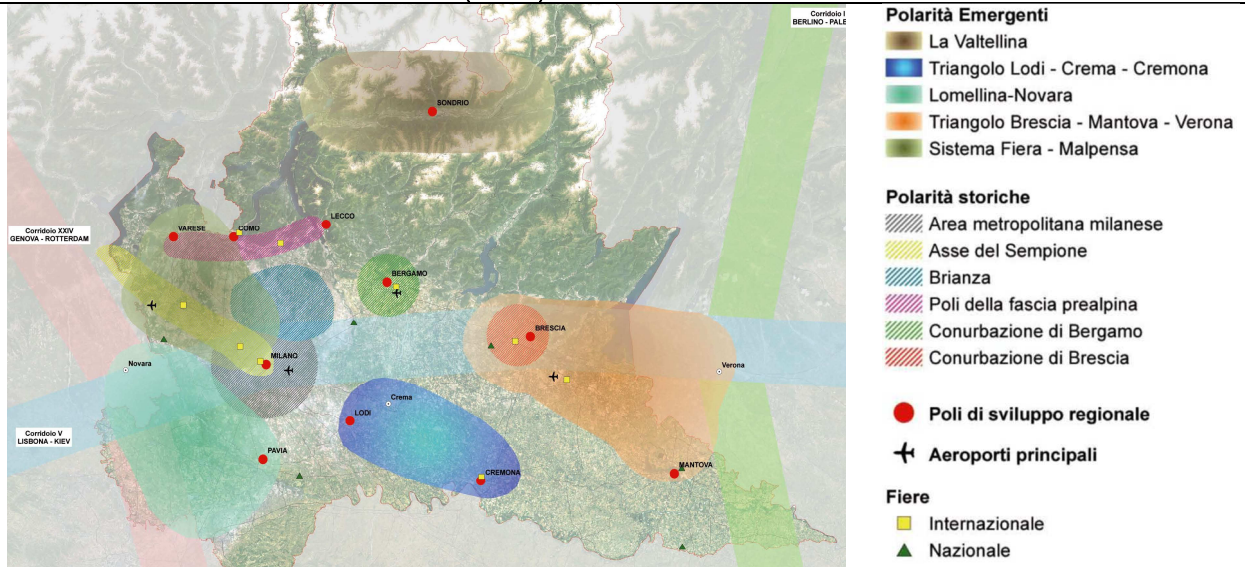 Corridoio I
BERLINO - PALE
SONDRIO
LECCO
VARESE
COMO
Corridoio XXIV
GENOVA - ROTTERDAM
BERGAMO
BRESCIA
MILANO
Novara
Verona
Crema
LODI
Corridoio V
LISBONA - KIEV
PAVIA
CREMONA
MANTOVA
Polarità Emergenti
La Valtellina
Triangolo Lodi - Crema - Cremona
Lomellina-Novara
Triangolo Brescia - Mantova - Verona
Sistema Fiera - Malpensa
Polarità storiche
Area metropolitana milanese
Asse del Sempione
Brianza
Poli della fascia prealpina
Conurbazione di Bergamo
Conurbazione di Brescia
Poli di sviluppo regionale
Aeroporti principali
Fiere
Internazionale
Nazionale